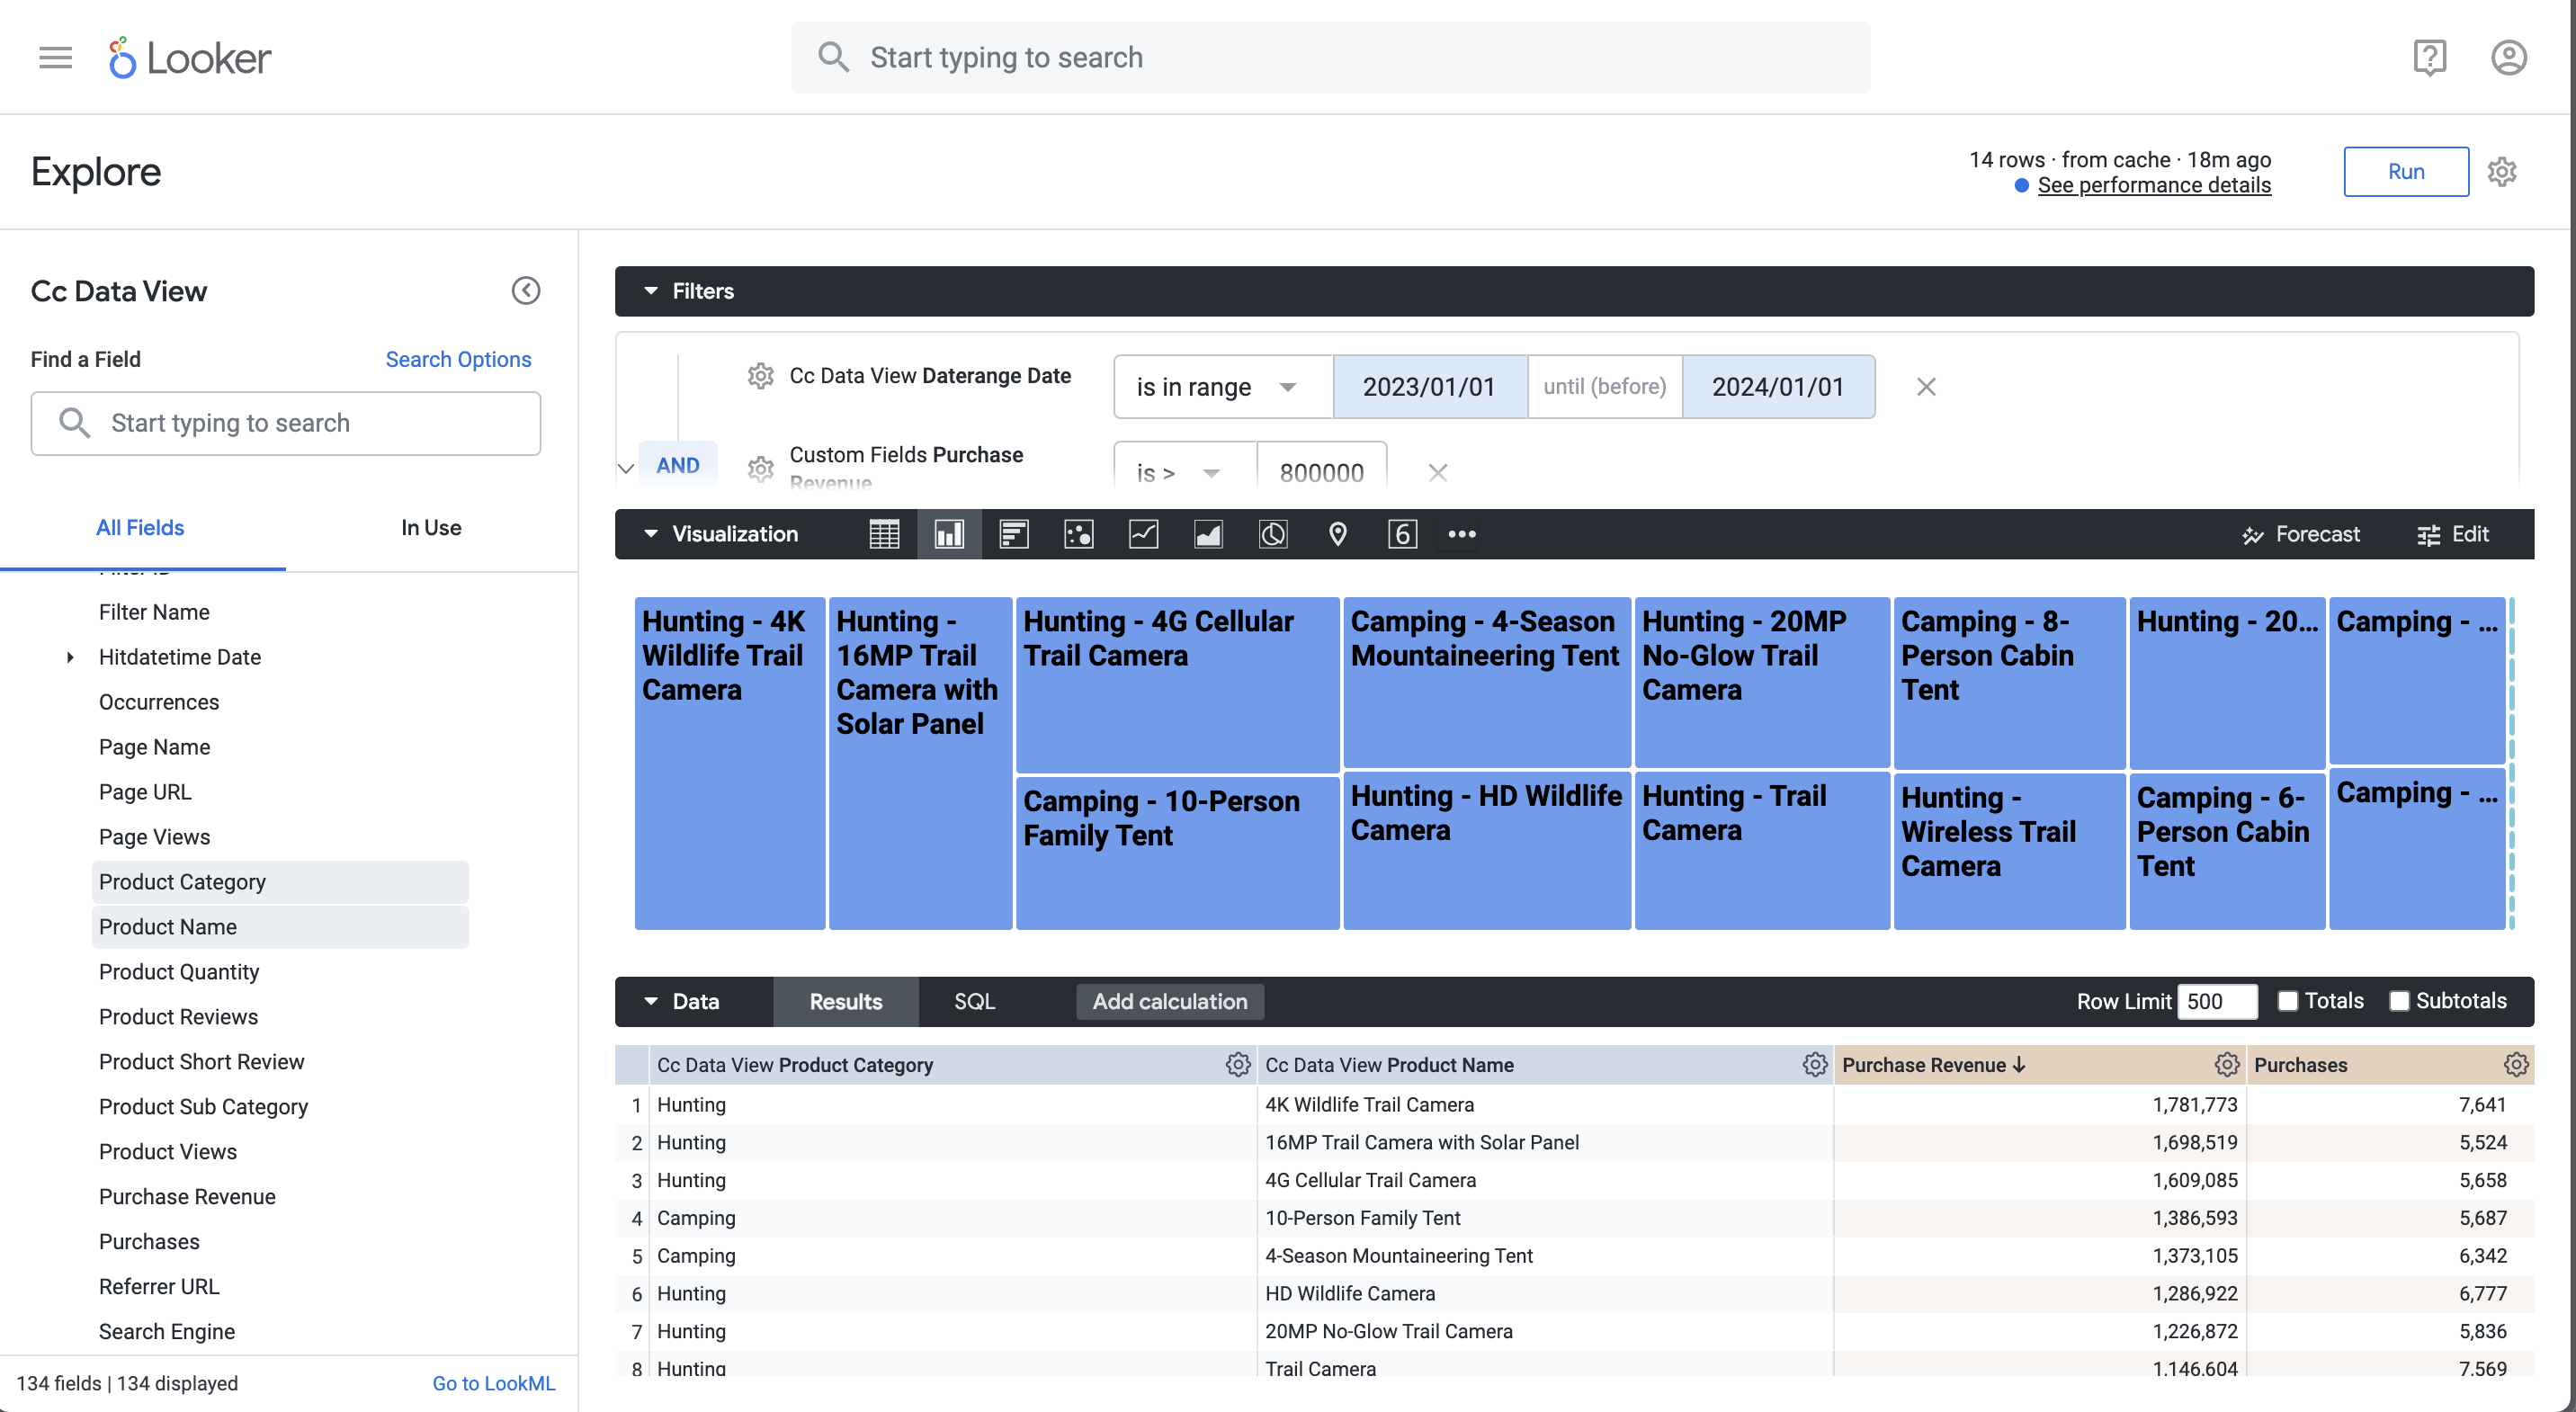 Looker
Start typing to search
Explore
14 rows · from cache · 18m ago
See performance details
Run
Cc Data View
Find a Field
Search Options
Start typing to search
All Fields
In Use
Filter ID
Filter Name
Hitdatetime Date
Occurrences
Page Name
Page URL
Page Views
Product Category
Product Name
Product Quantity
Product Reviews
Product Short Review
Product Sub Category
Product Views
Purchase Revenue
Purchases
Referrer URL
Search Engine
134 fields | 134 displayed
Go to LookML
Filters
Cc Data View Daterange Date
is in range
2023/01/01
until (before)
2024/01/01
AND
Custom Fields Purchase
Revenue
is >
800000
Visualization
6
Forecast
Edit
Hunting - 4K
Wildlife Trail
Camera
Hunting -
16MP Trail
Camera with
Solar Panel
Hunting - 4G Cellular
Trail Camera
Camping - 10-Person
Family Tent
Camping - 4-Season
Mountaineering Tent
Hunting - HD Wildlife
Camera
Hunting - 20MP
No-Glow Trail
Camera
Hunting - Trail
Camera
Camping - 8-
Person Cabin
Tent
Hunting -
Wireless Trail
Camera
Hunting - 20...
Camping - 6-
Person Cabin
Tent
Camping - ...
Camping - ...
Data
Results
SQL
Add calculation
Row Limit 500
Totals
Subtotals
Cc Data View Product Category
Cc Data View Product Name
Purchase Revenue ↓
Purchases
1 Hunting 4K Wildlife Trail Camera 1,781,773 7,641
2 Hunting 16MP Trail Camera with Solar Panel 1,698,519 5,524
3 Hunting 4G Cellular Trail Camera 1,609,085 5,658
4 Camping 10-Person Family Tent 1,386,593 5,687
5 Camping 4-Season Mountaineering Tent 1,373,105 6,342
6 Hunting HD Wildlife Camera 1,286,922 6,777
7 Hunting 20MP No-Glow Trail Camera 1,226,872 5,836
8 Hunting Trail Camera 1,146,604 7,569